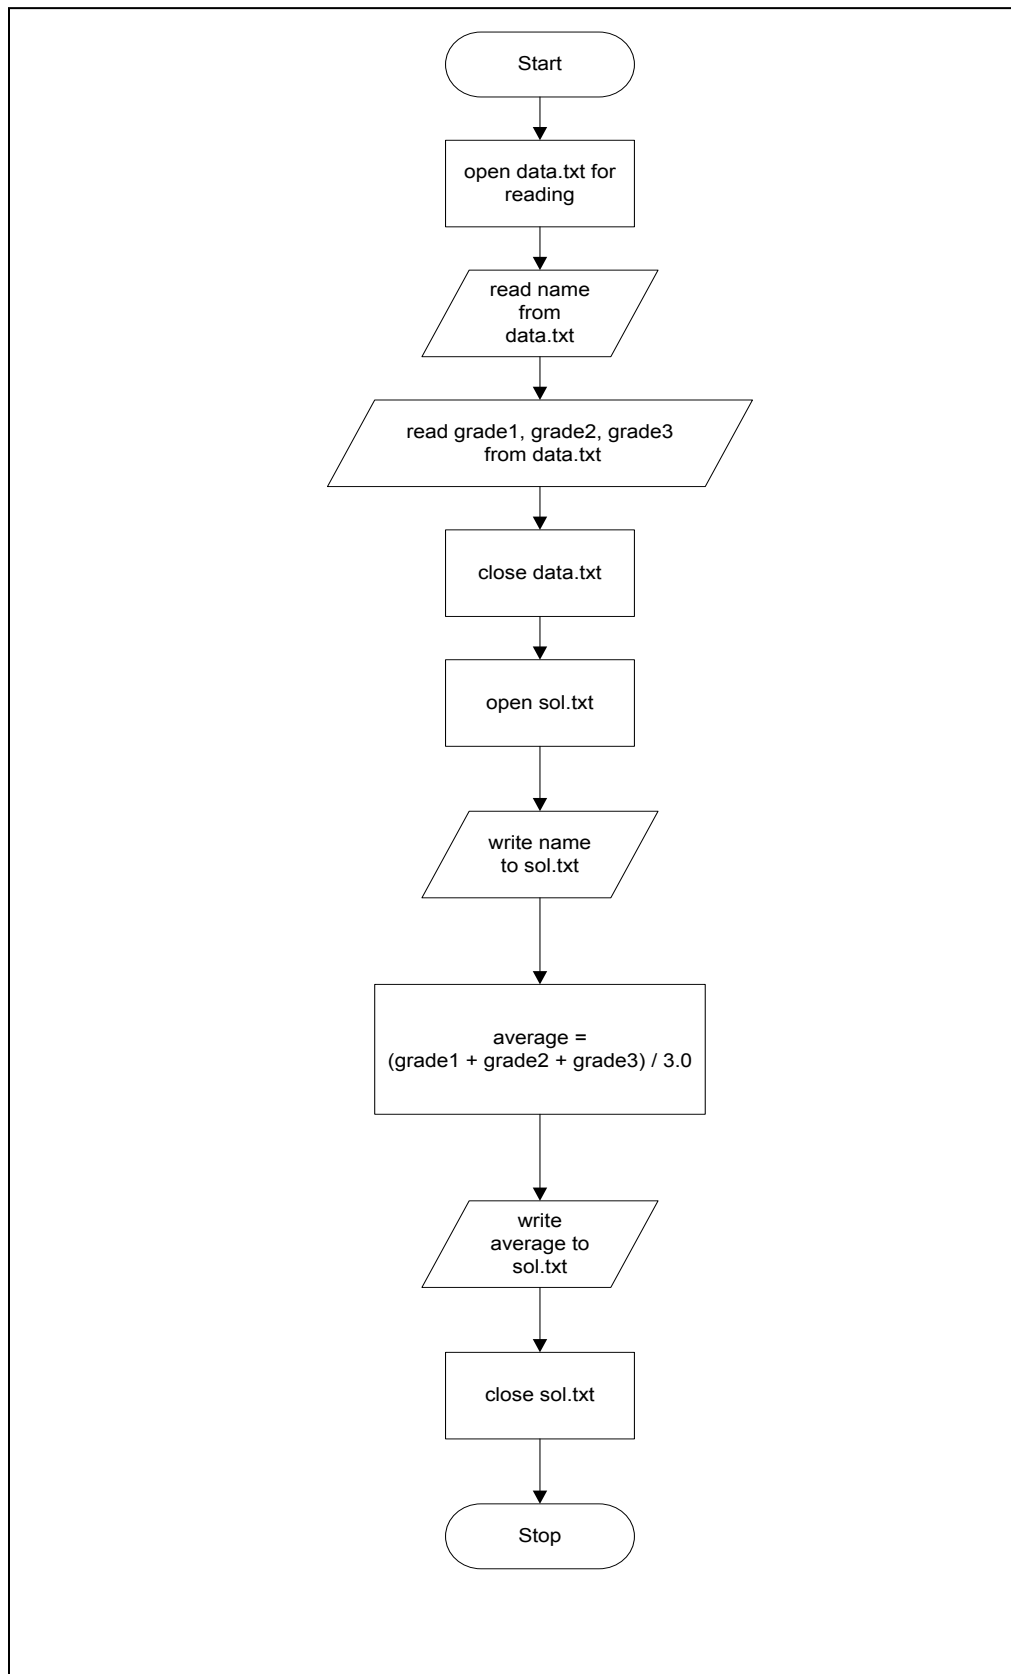 Start
open data.txt for
reading
read name
from
data.txt
read grade1, grade2, grade3
from data.txt
close data.txt
open sol.txt
write name
to sol.txt
average =
(grade1 + grade2 + grade3) / 3.0
write
average to
sol.txt
close sol.txt
Stop